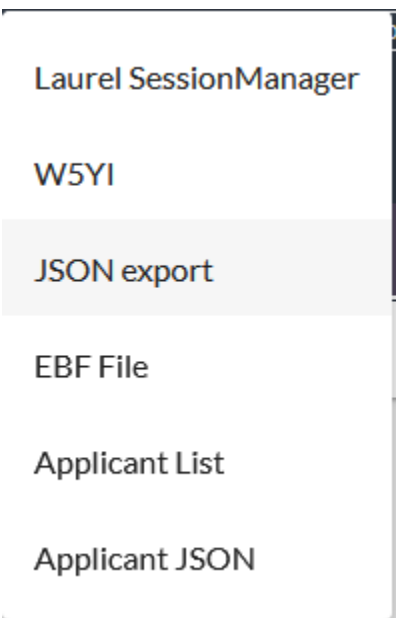 Laurel SessionManager
W5YI
JSON export
EBF File
Applicant List
Applicant JSON